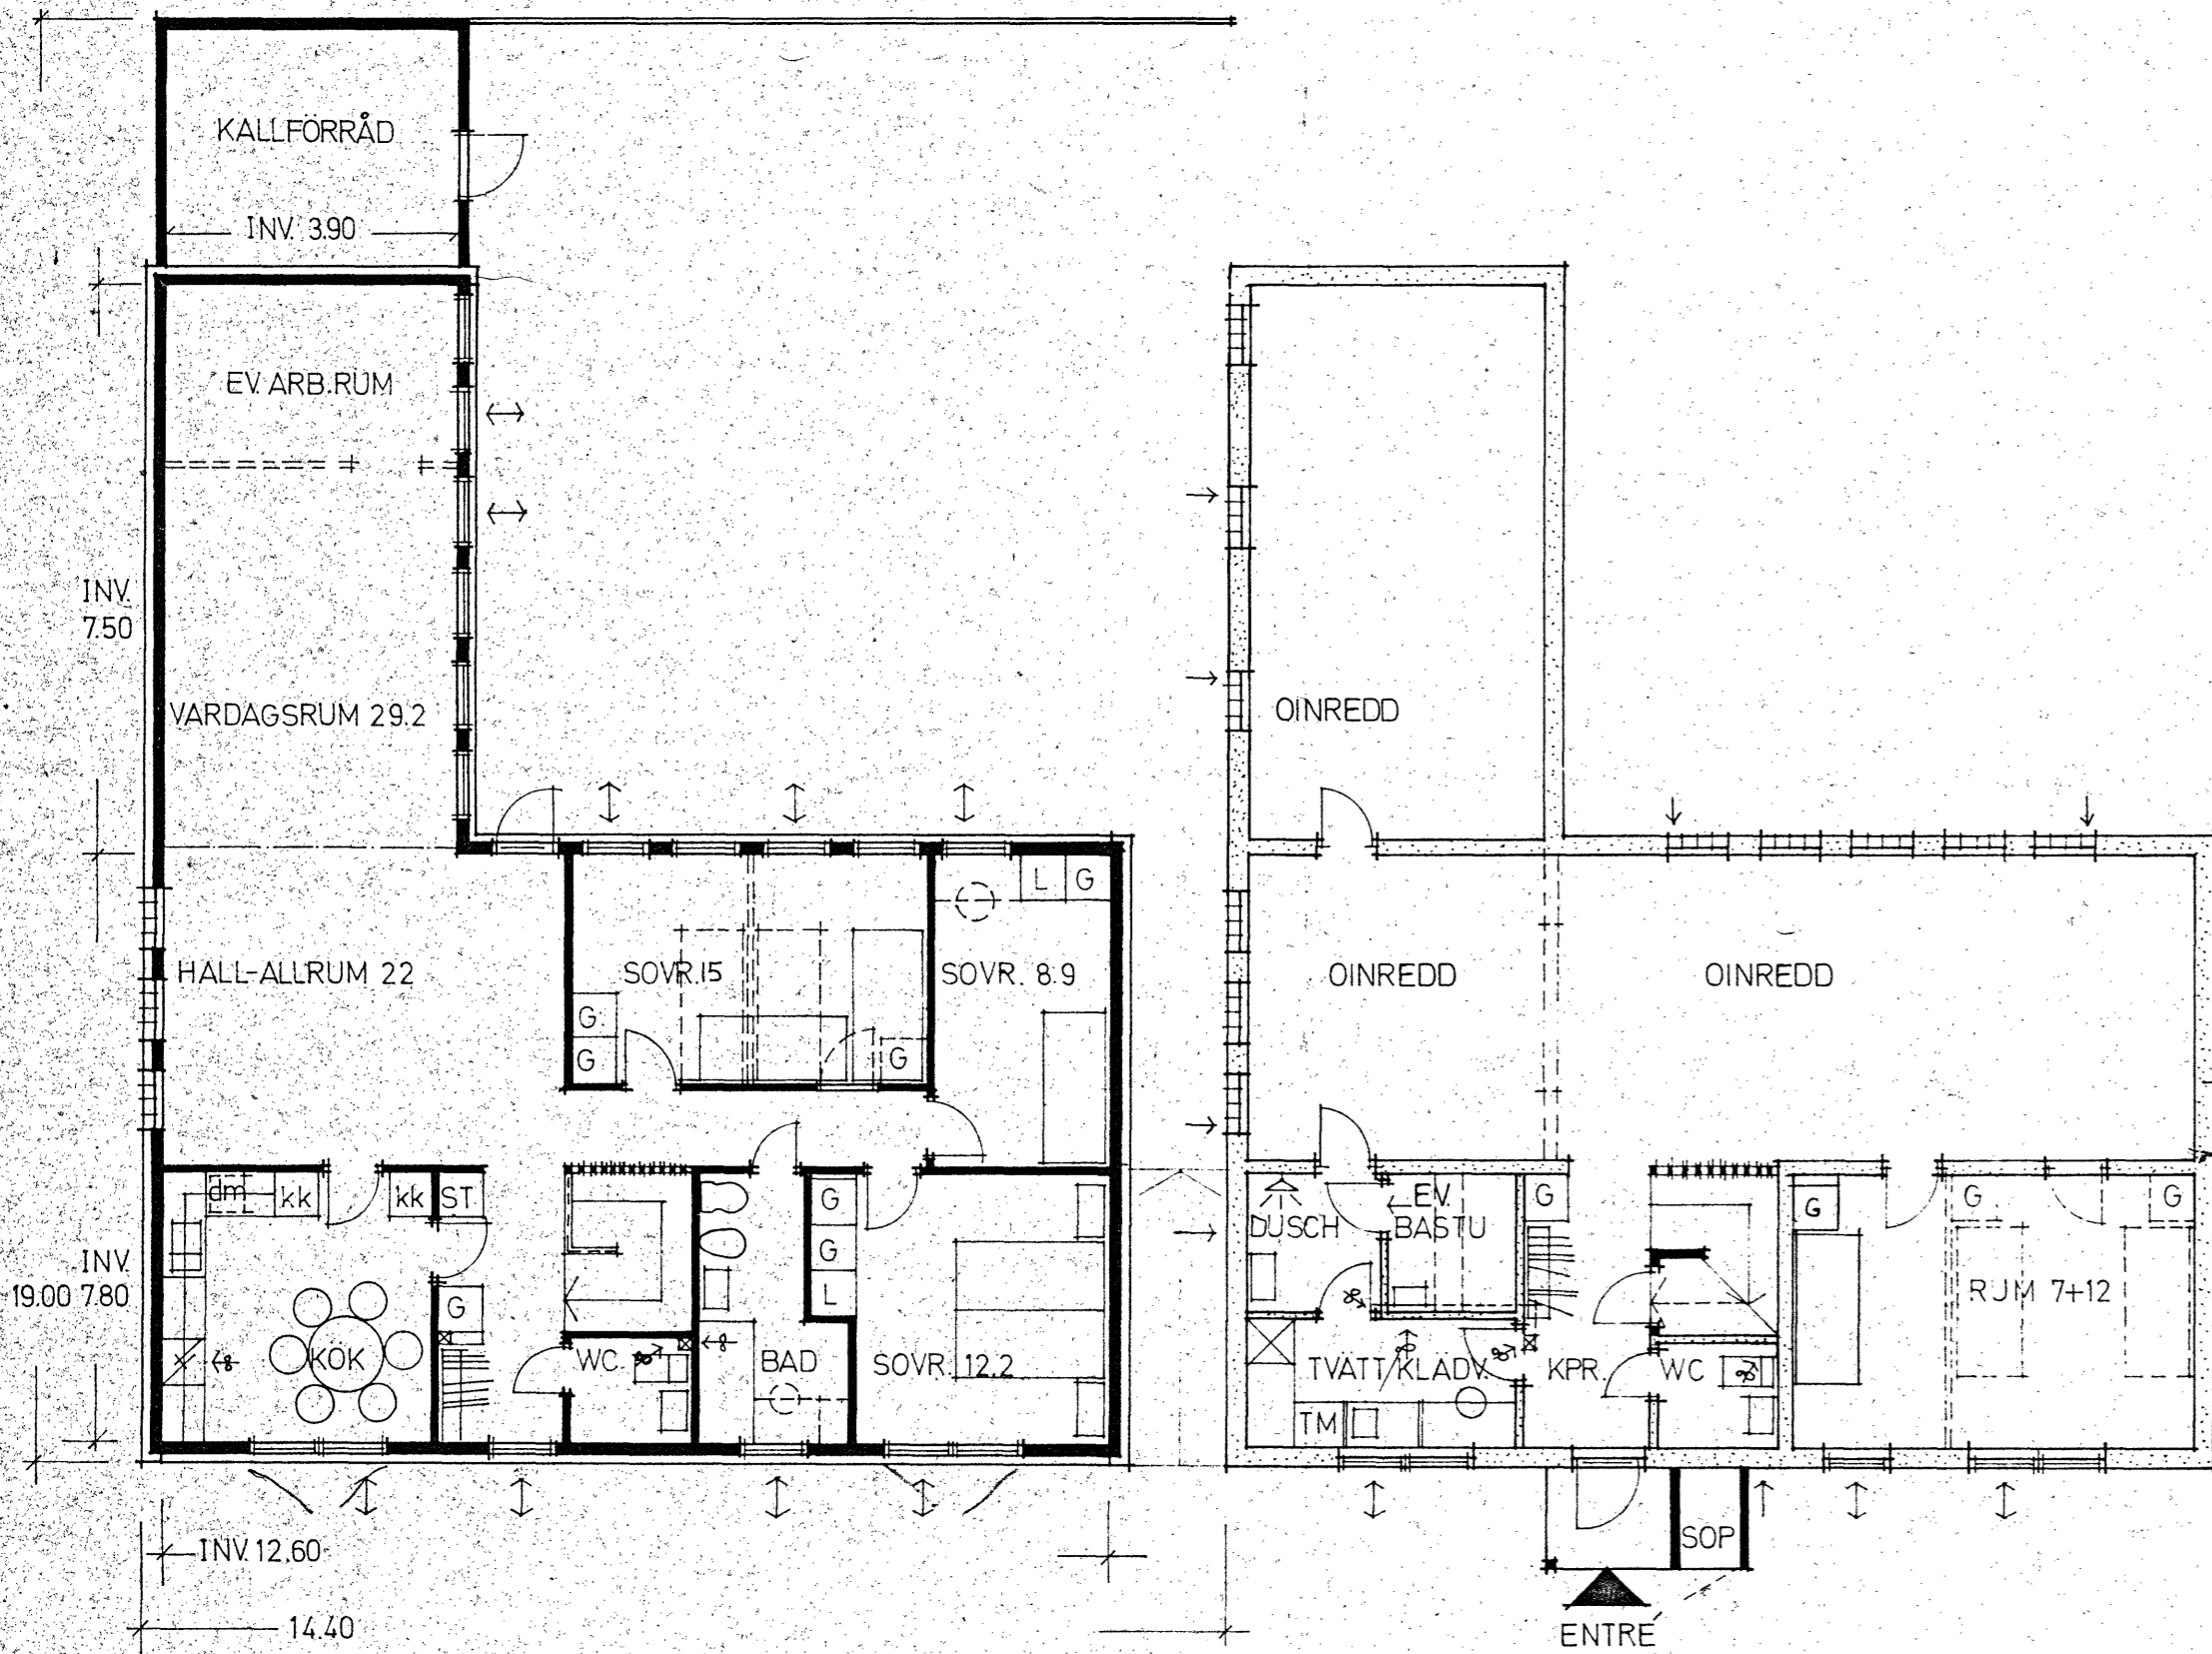 KALLFÖRRÅD
INV. 3.90
EV. ARB.RUM
INV.
7.50
VARDAGSRUM 29.2
HALL-ALLRUM 22
SOVR.15
SOVR. 8.9
L
G
G
G
G
dm
kk
kk
ST
G
KÖK
WC
BAD
G
G
L
SOVR. 12.2
INV.
19.00 7.80
INV. 12.60
14.40
OINREDD
OINREDD
OINREDD
DUSCH
EV.
BASTU
G
G
G
G
RUM 7+12
TVÄTT/KLÄDV.
KPR.
WC
TM
SOP
ENTRÉ